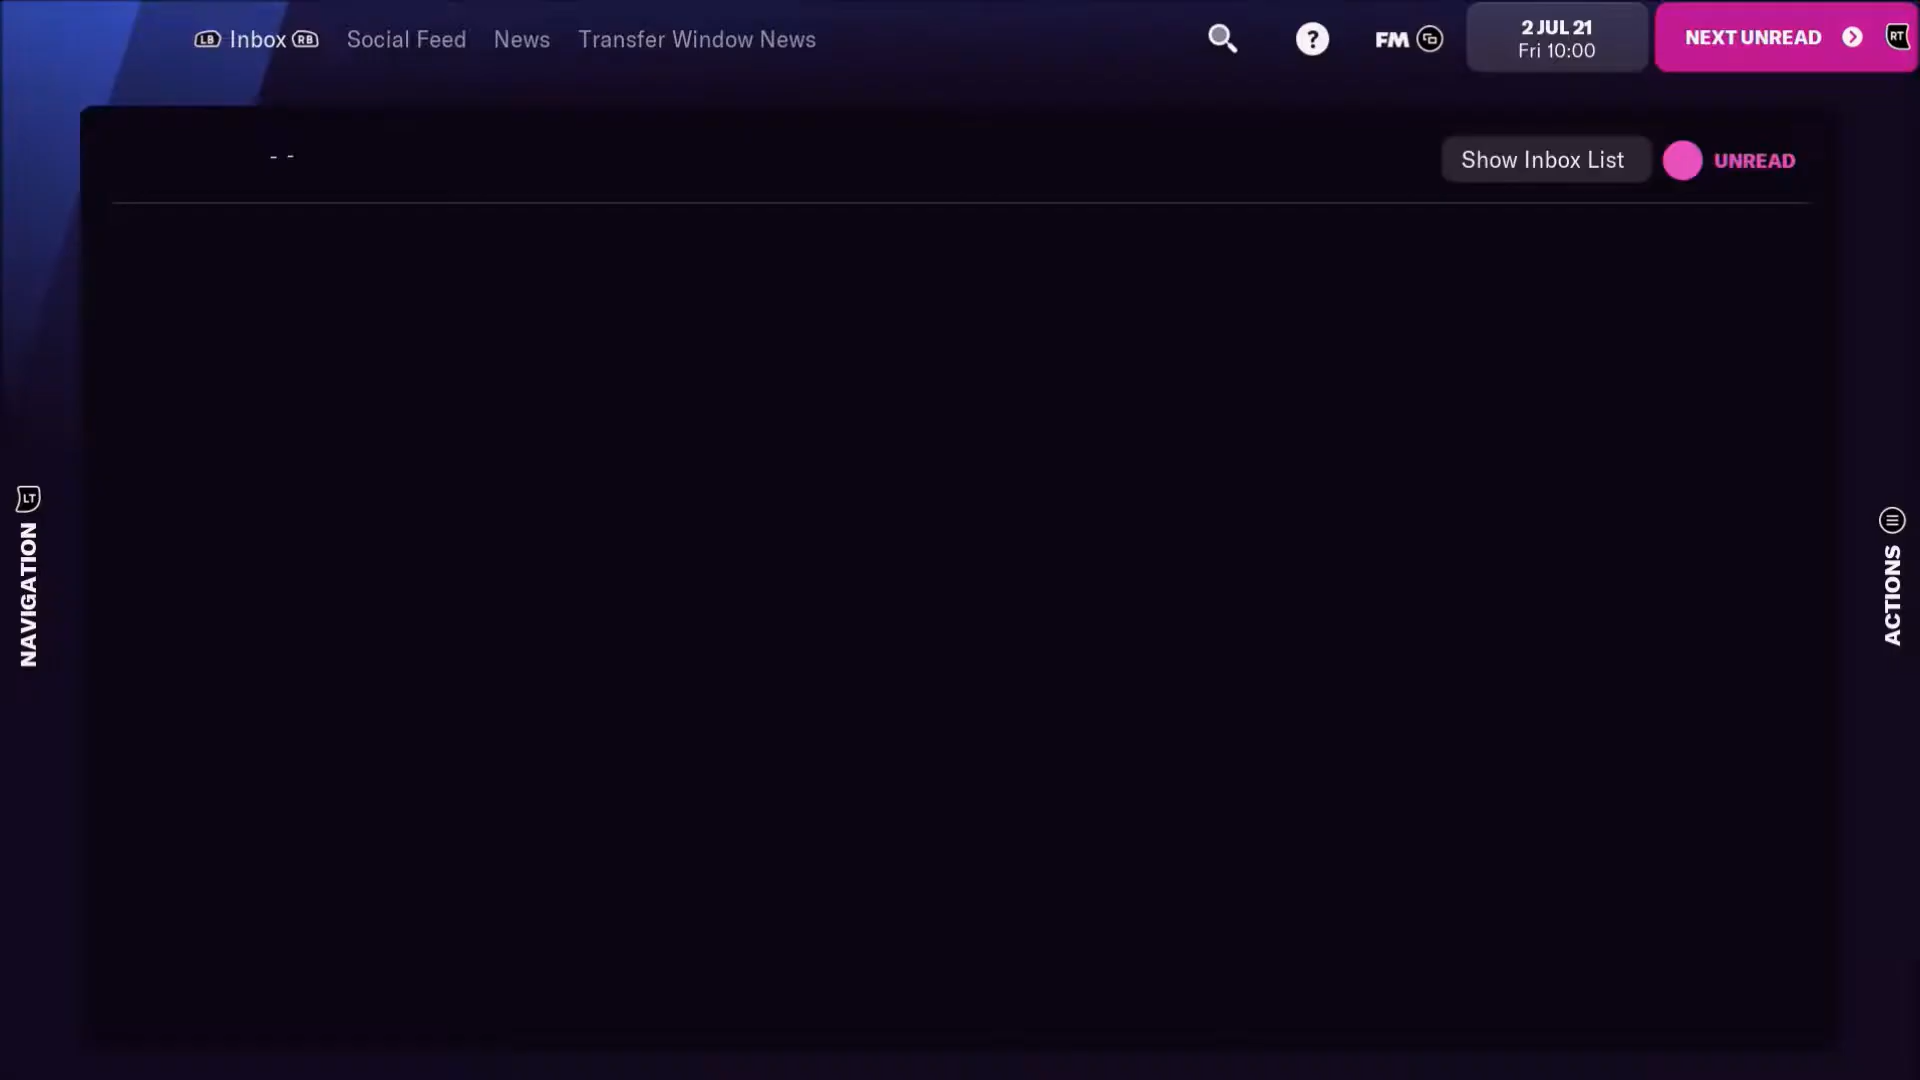 LB Inbox RB Social Feed News Transfer Window News
FM
2 JUL 21
Fri 10:00
NEXT UNREAD RT
- -
Show Inbox List
UNREAD
LT
NAVIGATION
ACTIONS